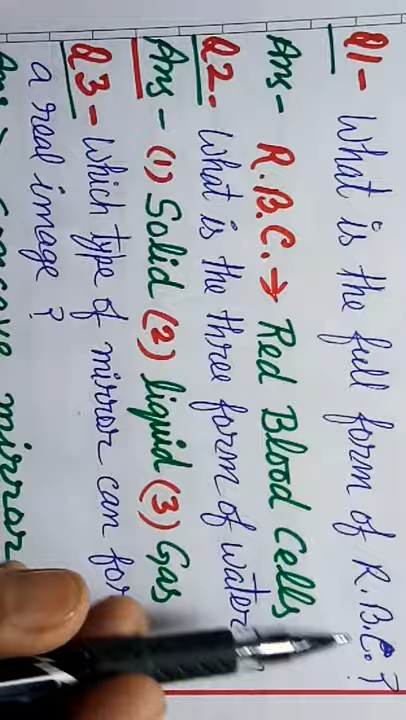 Q1- What is the full form of R.B.C.?
Ans- R.B.C. → Red Blood Cells
Q2. What is the three form of water
Ans- (1) Solid (2) liquid (3) Gas
Q3- Which type of mirror can for
a real image?
mirror